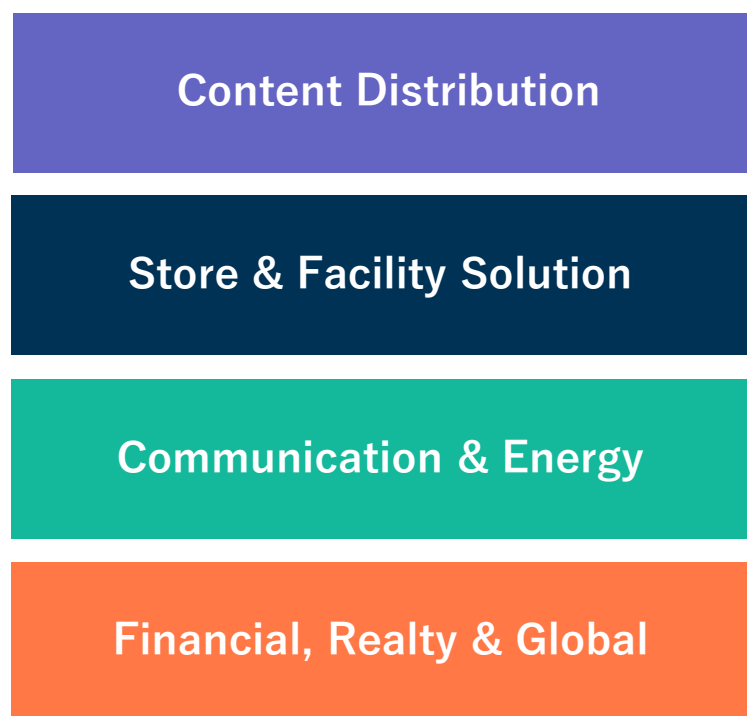 Content Distribution
Store & Facility Solution
Communication & Energy
Financial, Realty & Global